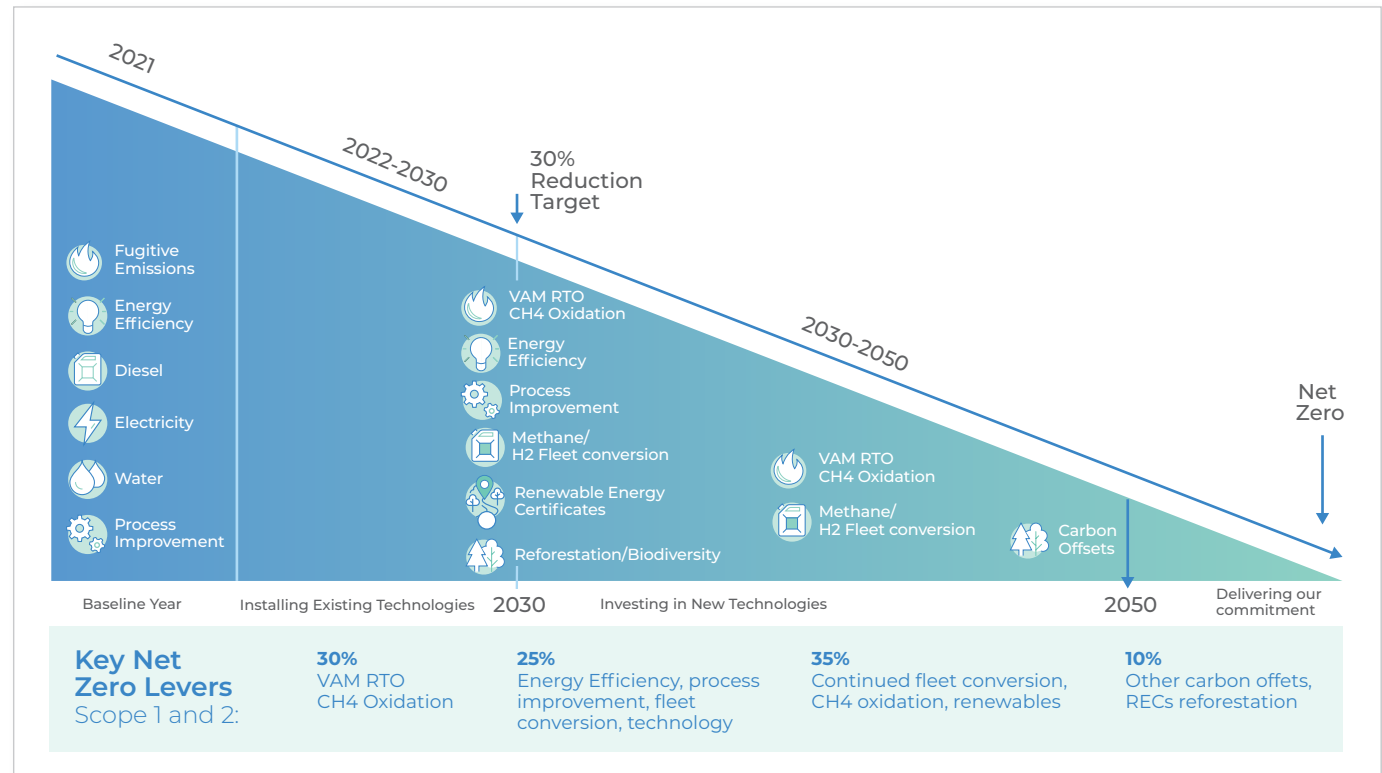 2021
2022-2030
30%
Reduction
Target
2030-2050
Net
Zero
Fugitive
Emissions
Energy
Efficiency
Diesel
Electricity
Water
Process
Improvement
VAM RTO
CH4 Oxidation
Energy
Efficiency
Process
Improvement
Methane/
H2 Fleet conversion
Renewable Energy
Certificates
Reforestation/Biodiversity
VAM RTO
CH4 Oxidation
Methane/
H2 Fleet conversion
Carbon
Offsets
Baseline Year
Installing Existing Technologies
2030
Investing in New Technologies
2050
Delivering our
commitment
Key Net
Zero Levers
Scope 1 and 2:
30%
VAM RTO
CH4 Oxidation
25%
Energy Efficiency, process
improvement, fleet
conversion, technology
35%
Continued fleet conversion,
CH4 oxidation, renewables
10%
Other carbon offets,
RECs reforestation